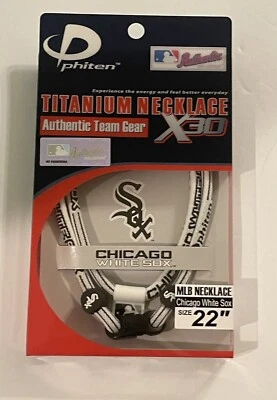 phiten
Authentic
Experience the energy and feel better everyday
TITANIUM NECKLACE
Authentic Team Gear
X30
Sox
CHICAGO
WHITE SOX
MLB NECKLACE
Chicago White Sox
SIZE 22"